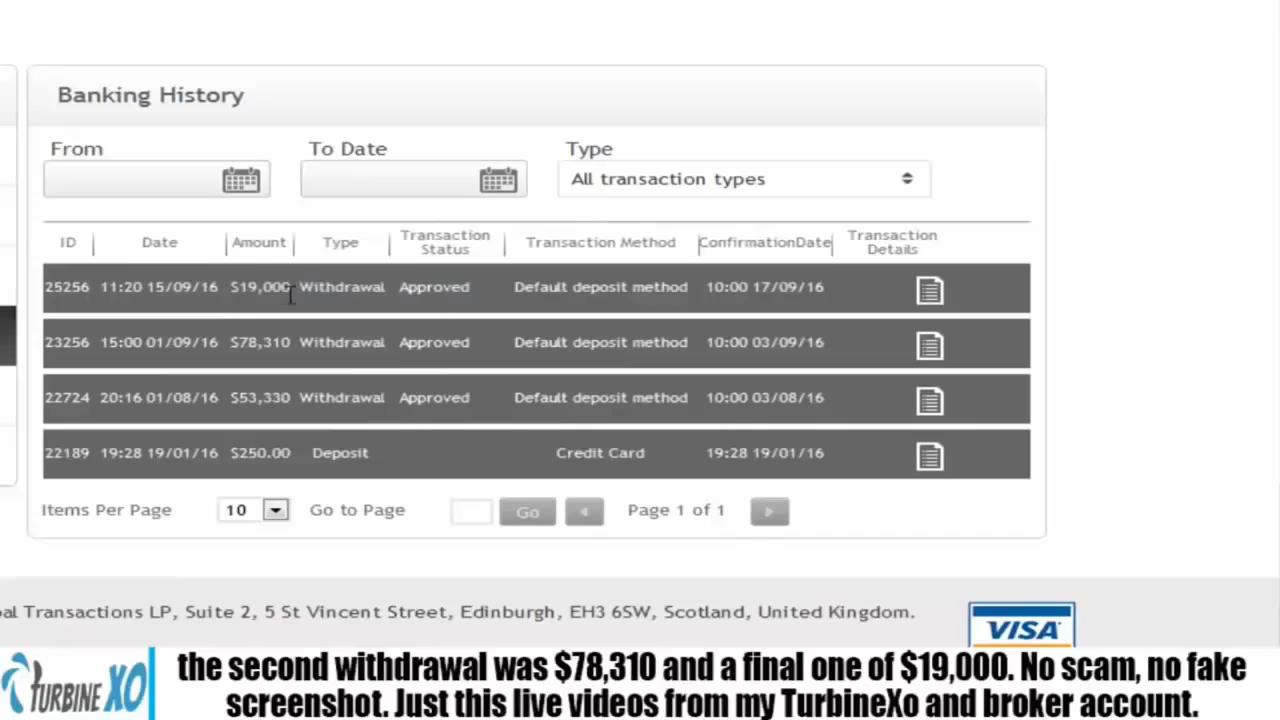 Banking History
From To Date Type
All transaction types
ID Date Amount Type Transaction Status Transaction Method ConfirmationDate Transaction Details
25256 11:20 15/09/16 $19,000 Withdrawal Approved Default deposit method 10:00 17/09/16
23256 15:00 01/09/16 $78,310 Withdrawal Approved Default deposit method 10:00 03/09/16
22724 20:16 01/08/16 $53,330 Withdrawal Approved Default deposit method 10:00 03/08/16
22189 19:28 19/01/16 $250.00 Deposit Credit Card 19:28 19/01/16
Items Per Page 10 Go to Page Go Page 1 of 1
Transactions LP, Suite 2, 5 St Vincent Street, Edinburgh, EH3 6SW, Scotland, United Kingdom.
VISA
TURBINE XO
the second withdrawal was $78,310 and a final one of $19,000. No scam, no fake
screenshot. Just this live videos from my TurbineXo and broker account.